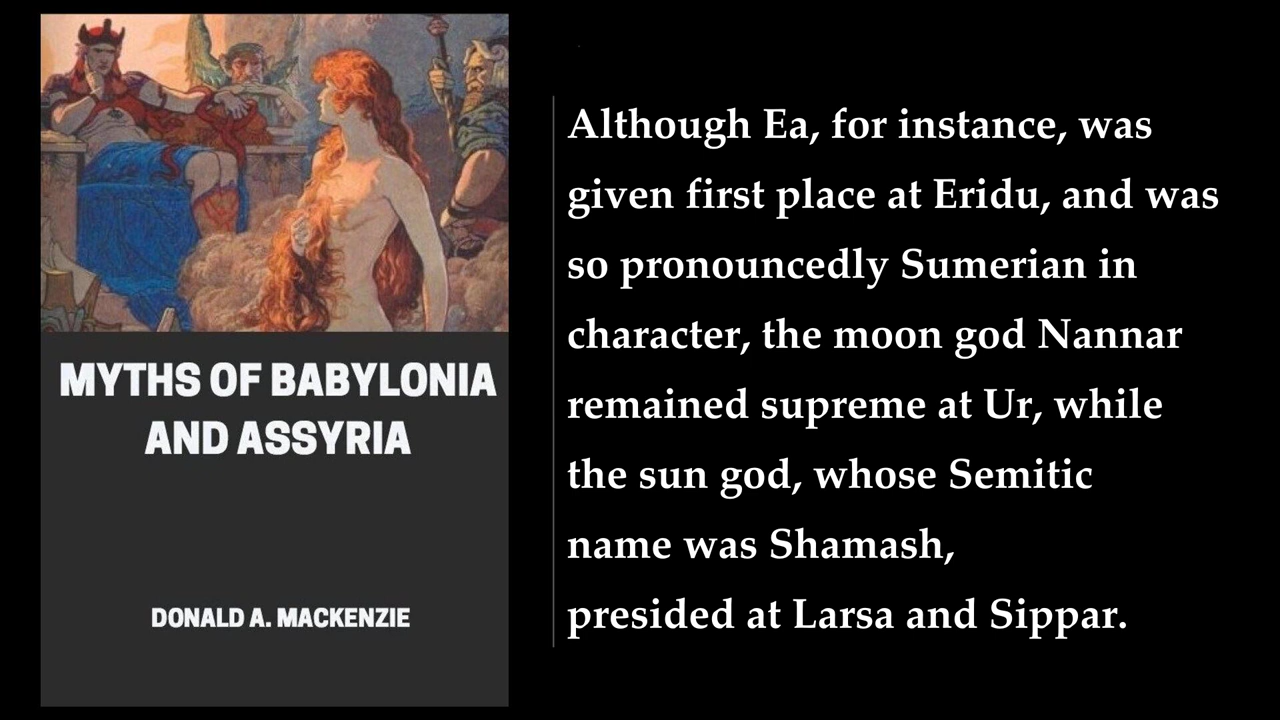 MYTHS OF BABYLONIA
AND ASSYRIA
DONALD A. MACKENZIE
Although Ea, for instance, was
given first place at Eridu, and was
so pronouncedly Sumerian in
character, the moon god Nannar
remained supreme at Ur, while
the sun god, whose Semitic
name was Shamash,
presided at Larsa and Sippar.